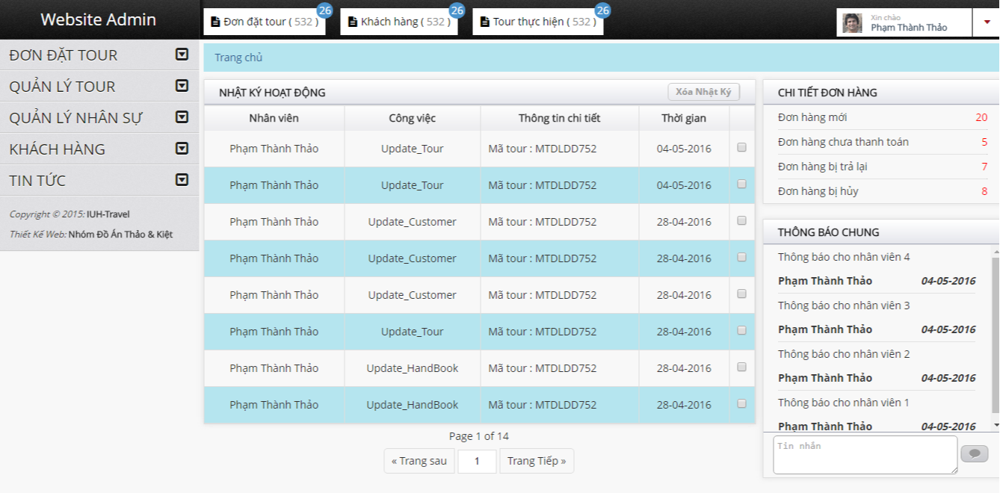 Website Admin
26
26
26
Đơn đặt tour ( 532 )
Khách hàng ( 532 )
Tour thực hiện ( 532 )
Xin chào
Phạm Thành Thảo
ĐƠN ĐẶT TOUR
QUẢN LÝ TOUR
QUẢN LÝ NHÂN SỰ
KHÁCH HÀNG
TIN TỨC
Copyright © 2015: IUH-Travel
Thiết Kế Web: Nhóm Đồ Án Thảo & Kiệt
Trang chủ
NHẬT KÝ HOẠT ĐỘNG
Xóa Nhật Ký
Nhân viên Công việc Thông tin chi tiết Thời gian
Phạm Thành Thảo Update_Tour Mã tour : MTDLDD752 04-05-2016
Phạm Thành Thảo Update_Tour Mã tour : MTDLDD752 04-05-2016
Phạm Thành Thảo Update_Customer Mã tour : MTDLDD752 28-04-2016
Phạm Thành Thảo Update_Customer Mã tour : MTDLDD752 28-04-2016
Phạm Thành Thảo Update_Customer Mã tour : MTDLDD752 28-04-2016
Phạm Thành Thảo Update_Tour Mã tour : MTDLDD752 28-04-2016
Phạm Thành Thảo Update_HandBook Mã tour : MTDLDD752 28-04-2016
Phạm Thành Thảo Update_HandBook Mã tour : MTDLDD752 28-04-2016
Page 1 of 14
« Trang sau 1 Trang Tiếp »
CHI TIẾT ĐƠN HÀNG
Đơn hàng mới 20
Đơn hàng chưa thanh toán 5
Đơn hàng bị trả lại 7
Đơn hàng bị hủy 8
THÔNG BÁO CHUNG
Thông báo cho nhân viên 4
Phạm Thành Thảo 04-05-2016
Thông báo cho nhân viên 3
Phạm Thành Thảo 04-05-2016
Thông báo cho nhân viên 2
Phạm Thành Thảo 04-05-2016
Thông báo cho nhân viên 1
Phạm Thành Thảo 04-05-2016
Tin nhắn